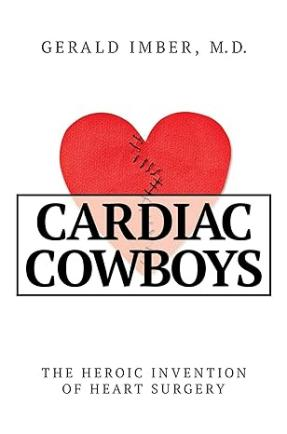 GERALD IMBER, M.D.
CARDIAC
COWBOYS
THE HEROIC INVENTION
OF HEART SURGERY